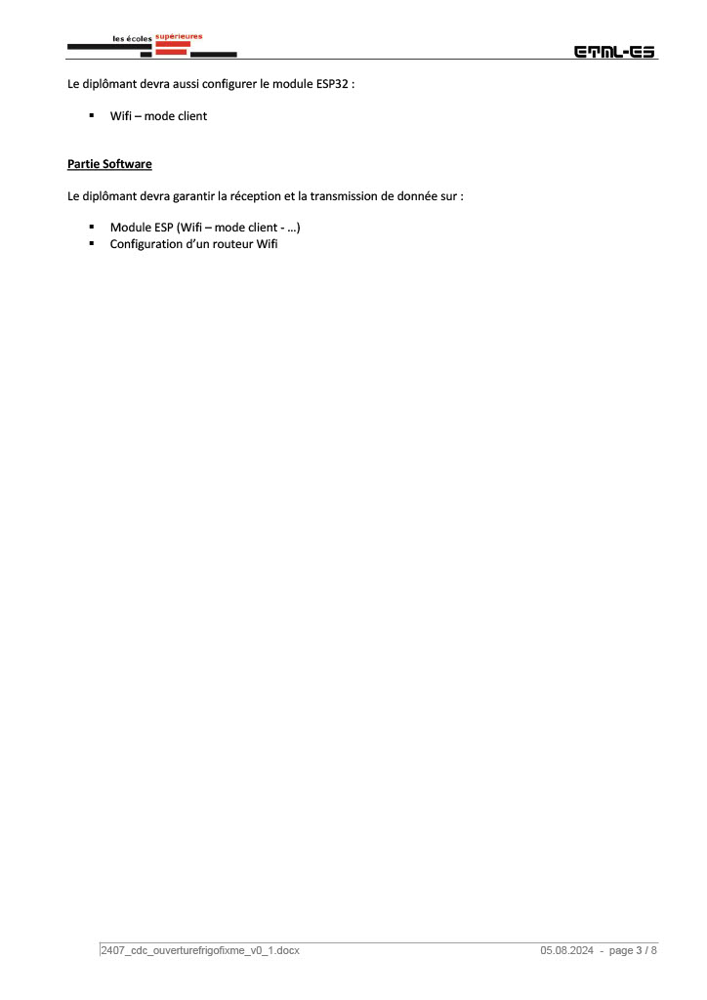 les écoles supérieures
ETML-ES
Le diplômant devra aussi configurer le module ESP32 :
▪ Wifi – mode client
Partie Software
Le diplômant devra garantir la réception et la transmission de donnée sur :
▪ Module ESP (Wifi – mode client - …)
▪ Configuration d’un routeur Wifi
2407_cdc_ouverturefrigofixme_v0_1.docx 05.08.2024 - page 3 / 8